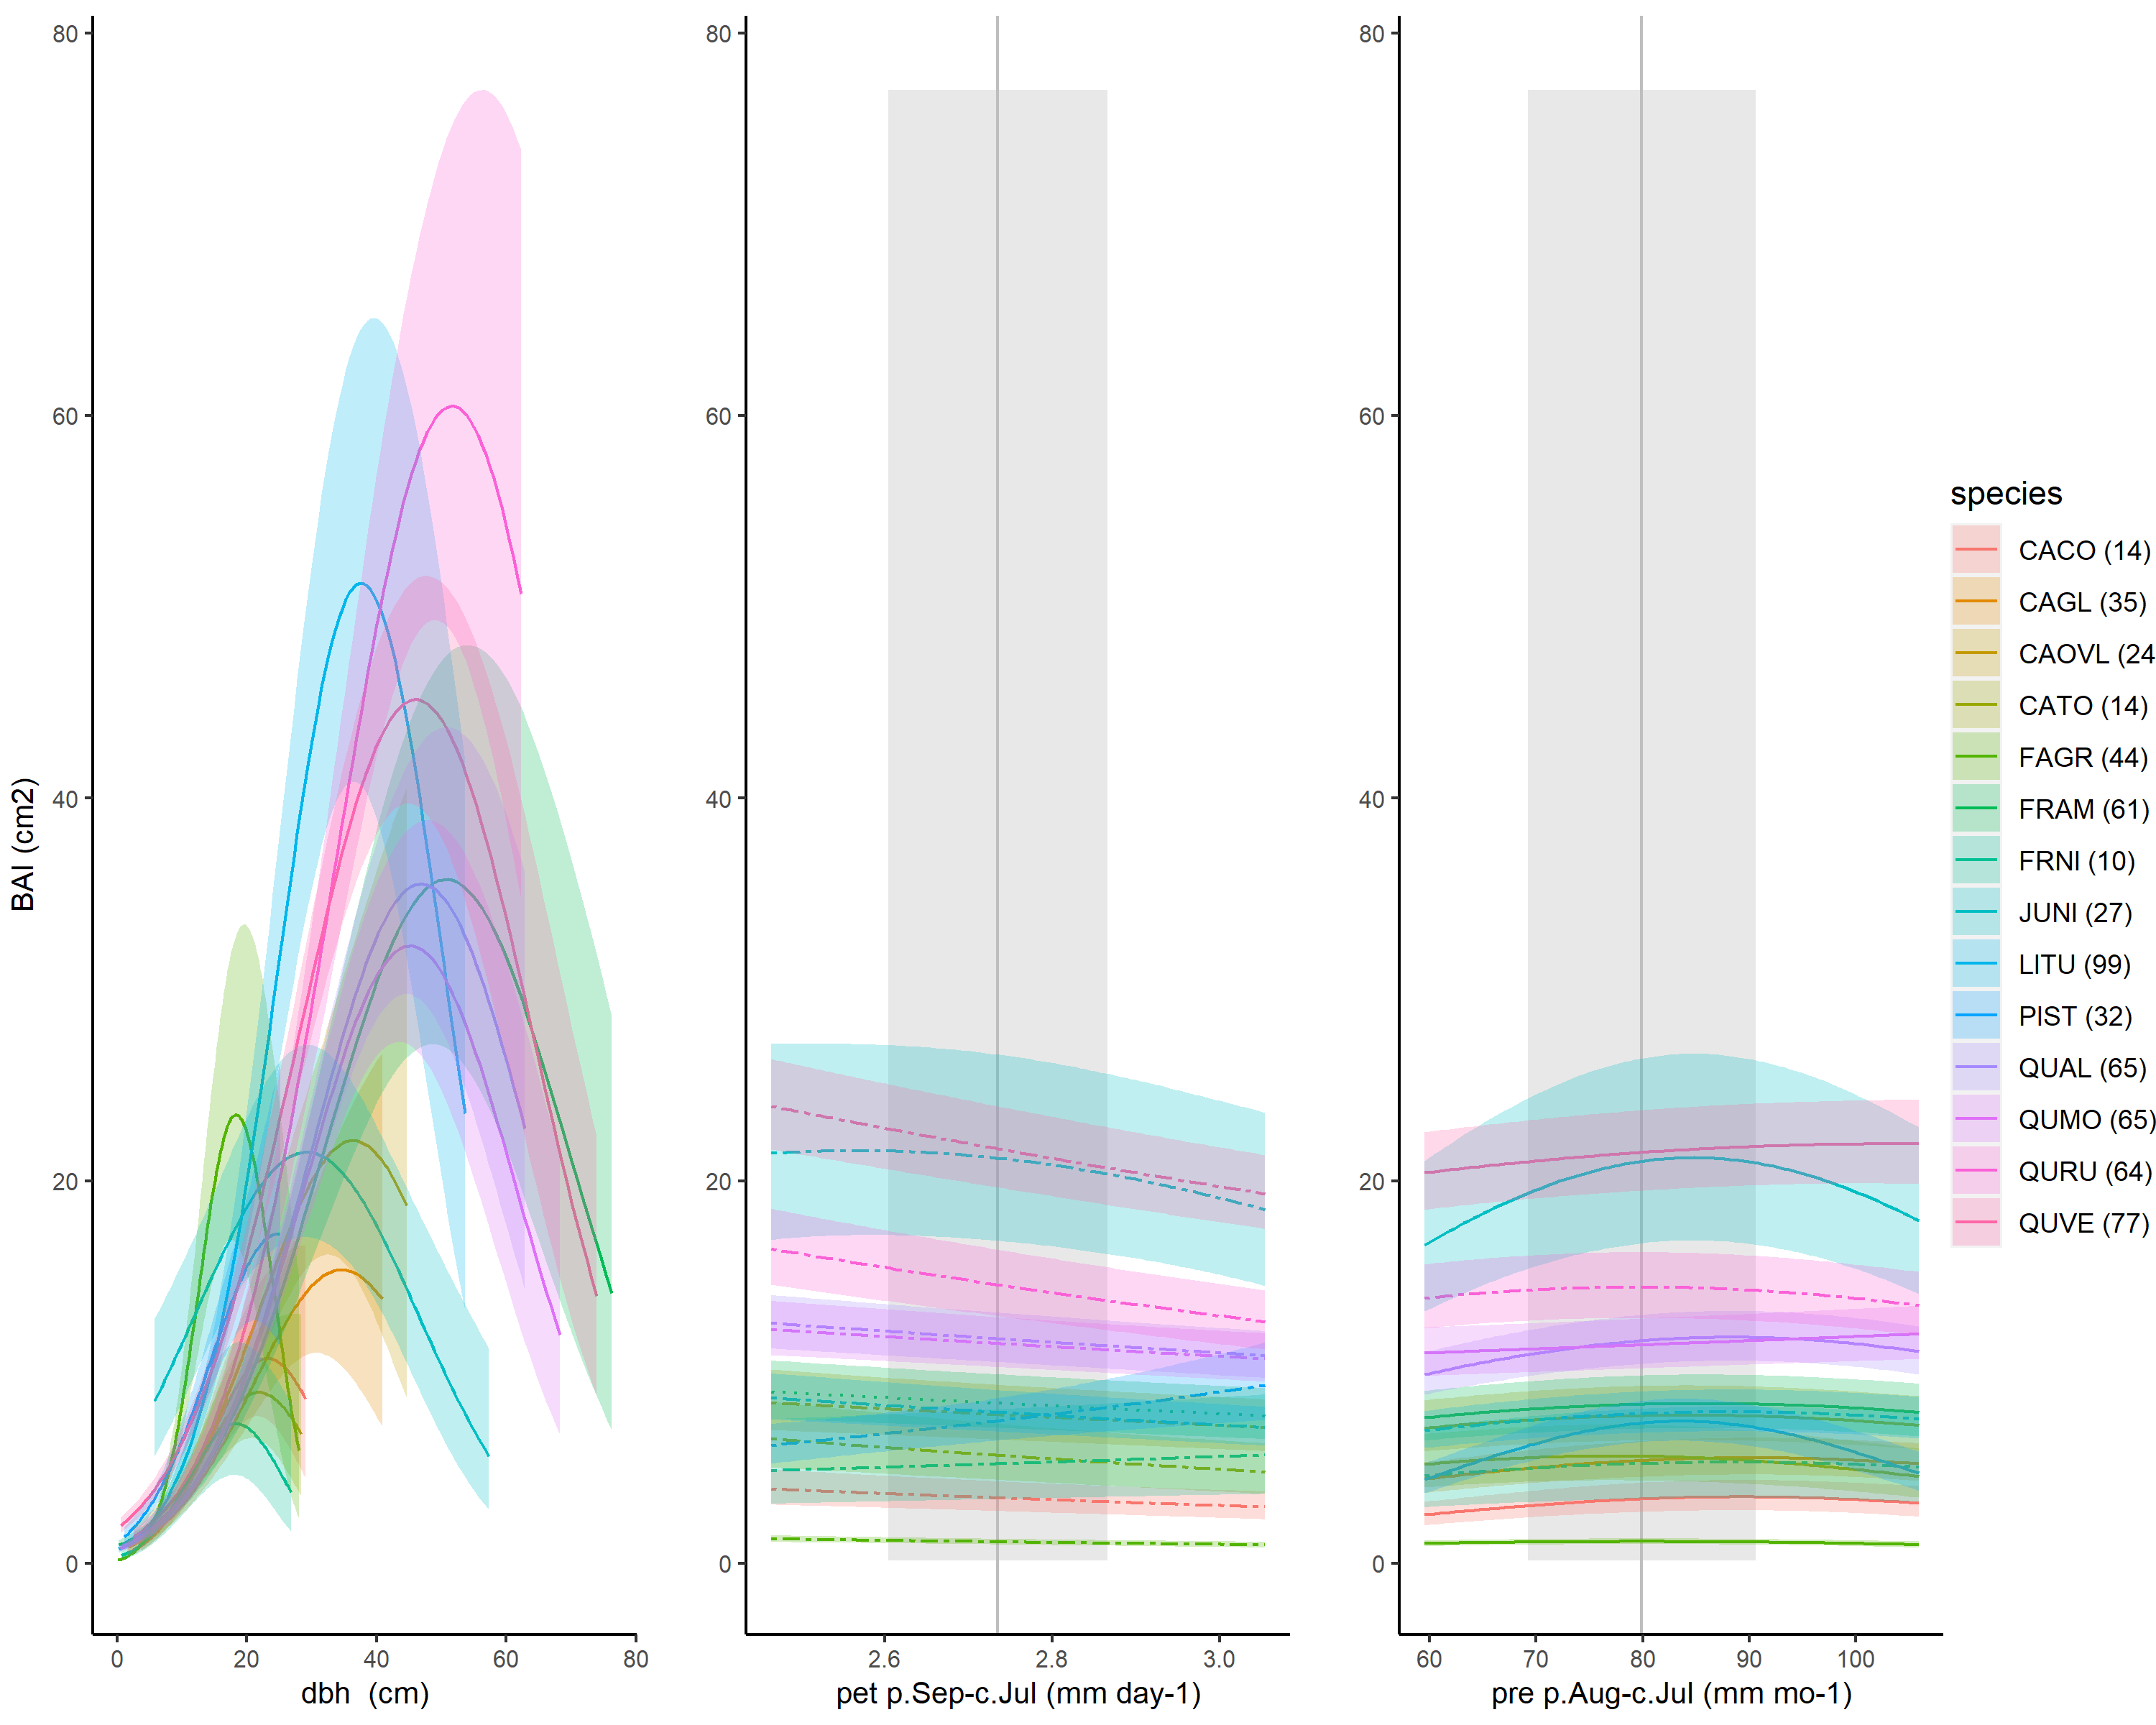 BAI (cm2)
80
60
40
20
0
0 20 40 60 80
dbh (cm)
80
60
40
20
0
2.6 2.8 3.0
pet p.Sep-c.Jul (mm day-1)
80
60
40
20
0
60 70 80 90 100
pre p.Aug-c.Jul (mm mo-1)
species
CACO (14)
CAGL (35)
CAOVL (24
CATO (14)
FAGR (44)
FRAM (61)
FRNI (10)
JUNI (27)
LITU (99)
PIST (32)
QUAL (65)
QUMO (65)
QURU (64)
QUVE (77)